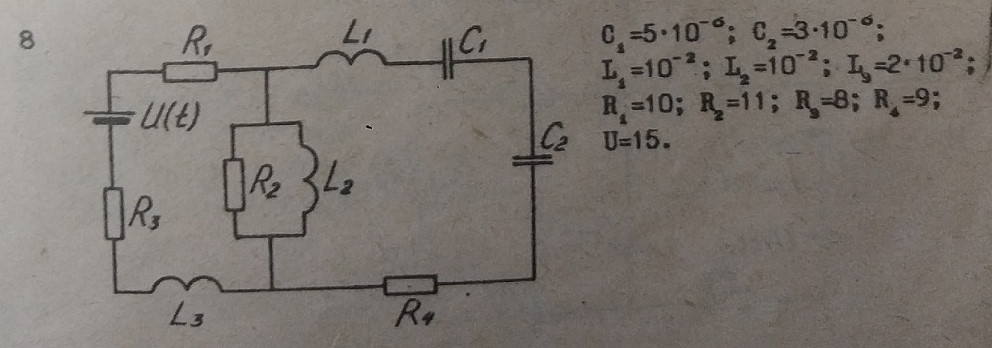 8
R₁
L₁
C₁
U(t)
C₂
R₂
L₂
R₃
L₃
R₄
C₁=5·10⁻⁶; C₂=3·10⁻⁶;
L₁=10⁻²; L₂=10⁻²; L₃=2·10⁻²;
R₁=10; R₂=11; R₃=8; R₄=9;
U=15.